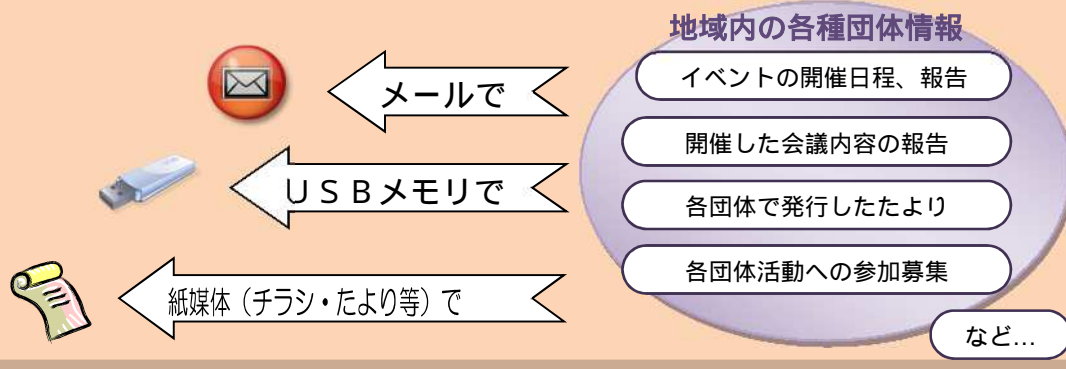 地域内の各種団体情報
イベントの開催日程、報告
開催した会議内容の報告
各団体で発行したたより
各団体活動への参加募集
など…
メールで
ＵＳＢメモリで
紙媒体（チラシ・たより等）で